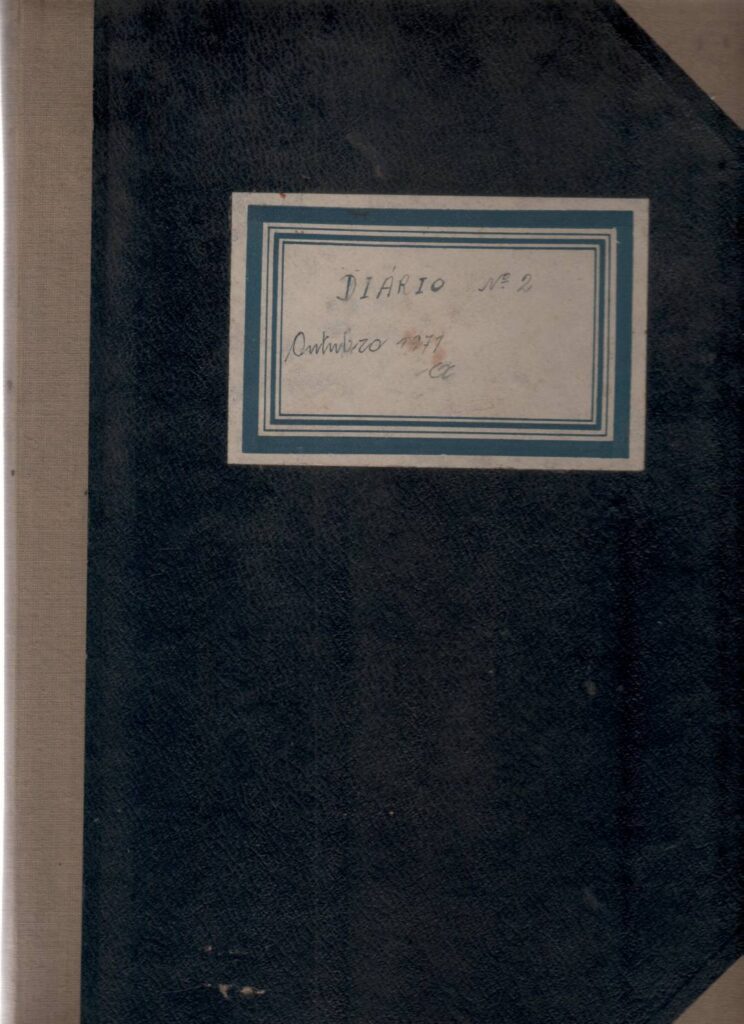 DIÁRIO Nº 2
Outubro 1971